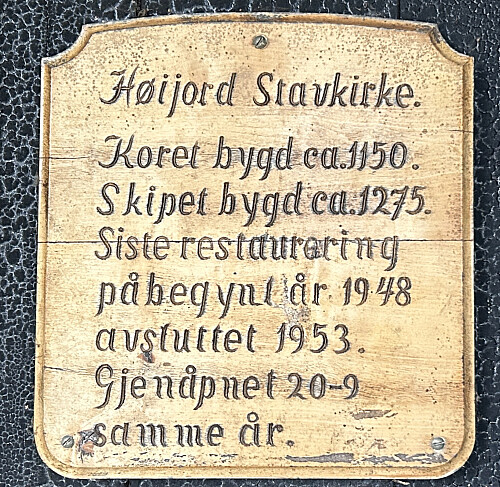 Høijord Stavkirke.
Koret bygd ca.1150.
Skipet bygd ca.1275.
Siste restaurering
påbegynt år 1948
avsluttet 1953.
Gjenåpnet 20-9
samme år.